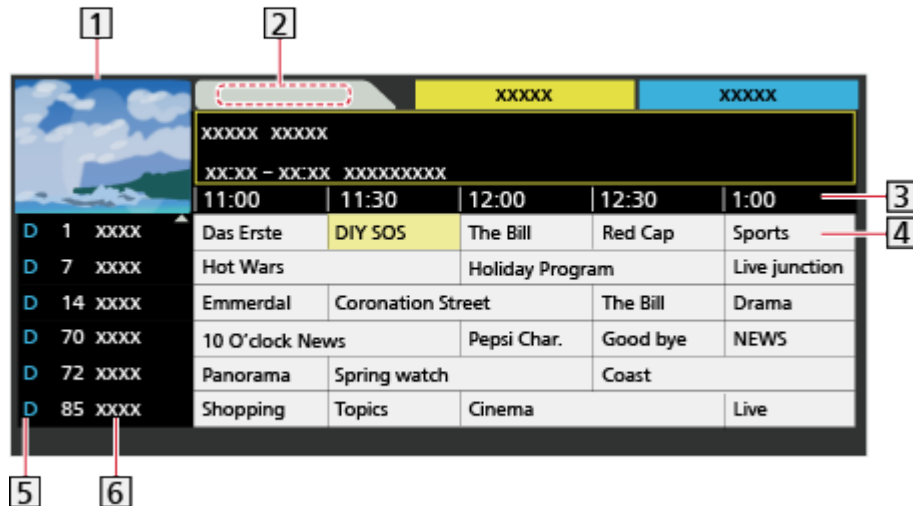 1 2
XXXXX XXXXX
XXXXX XXXXX
XX:XX – XX:XX XXXXXXXXX
11:00 11:30 12:00 12:30 1:00 3
D 1 XXXX Das Erste DIY SOS The Bill Red Cap Sports 4
D 7 XXXX Hot Wars Holiday Program Live junction
D 14 XXXX Emmerdal Coronation Street The Bill Drama
D 70 XXXX 10 O'clock News Pepsi Char. Good bye NEWS
D 72 XXXX Panorama Spring watch Coast
D 85 XXXX Shopping Topics Cinema Live
5 6